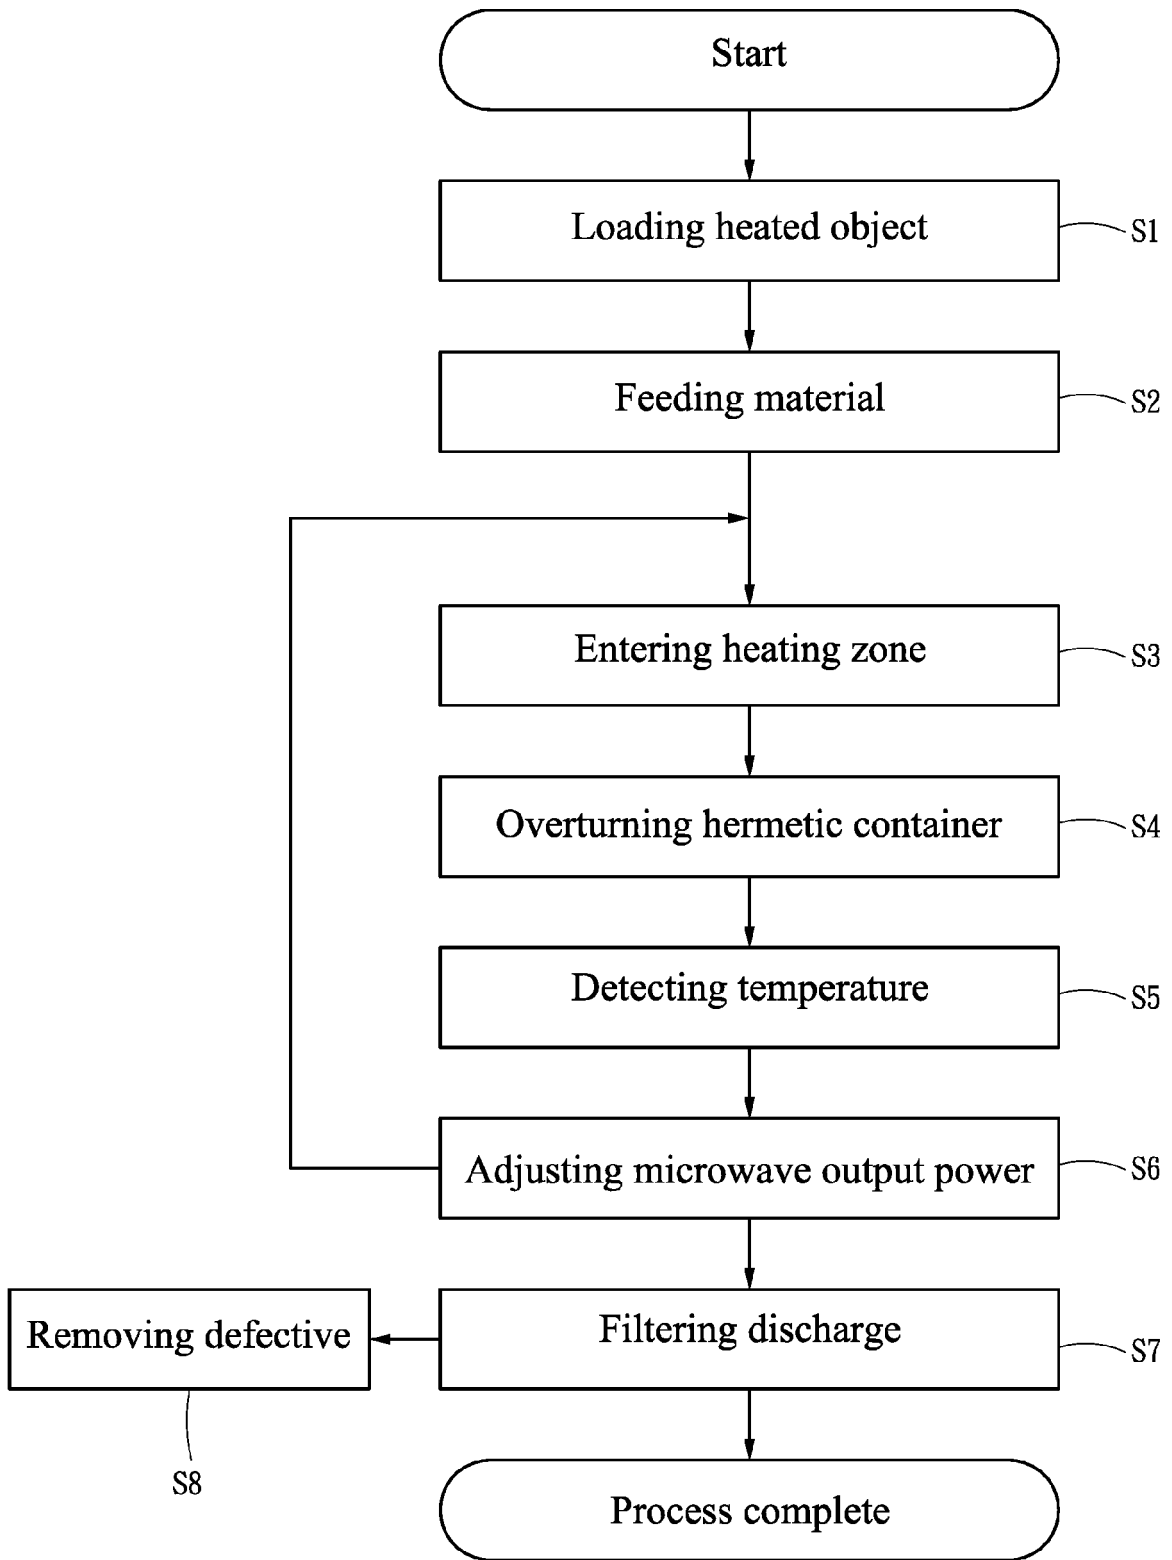 Start
Loading heated object
S1
Feeding material
S2
Entering heating zone
S3
Overturning hermetic container
S4
Detecting temperature
S5
Adjusting microwave output power
S6
Removing defective
Filtering discharge
S7
S8
Process complete